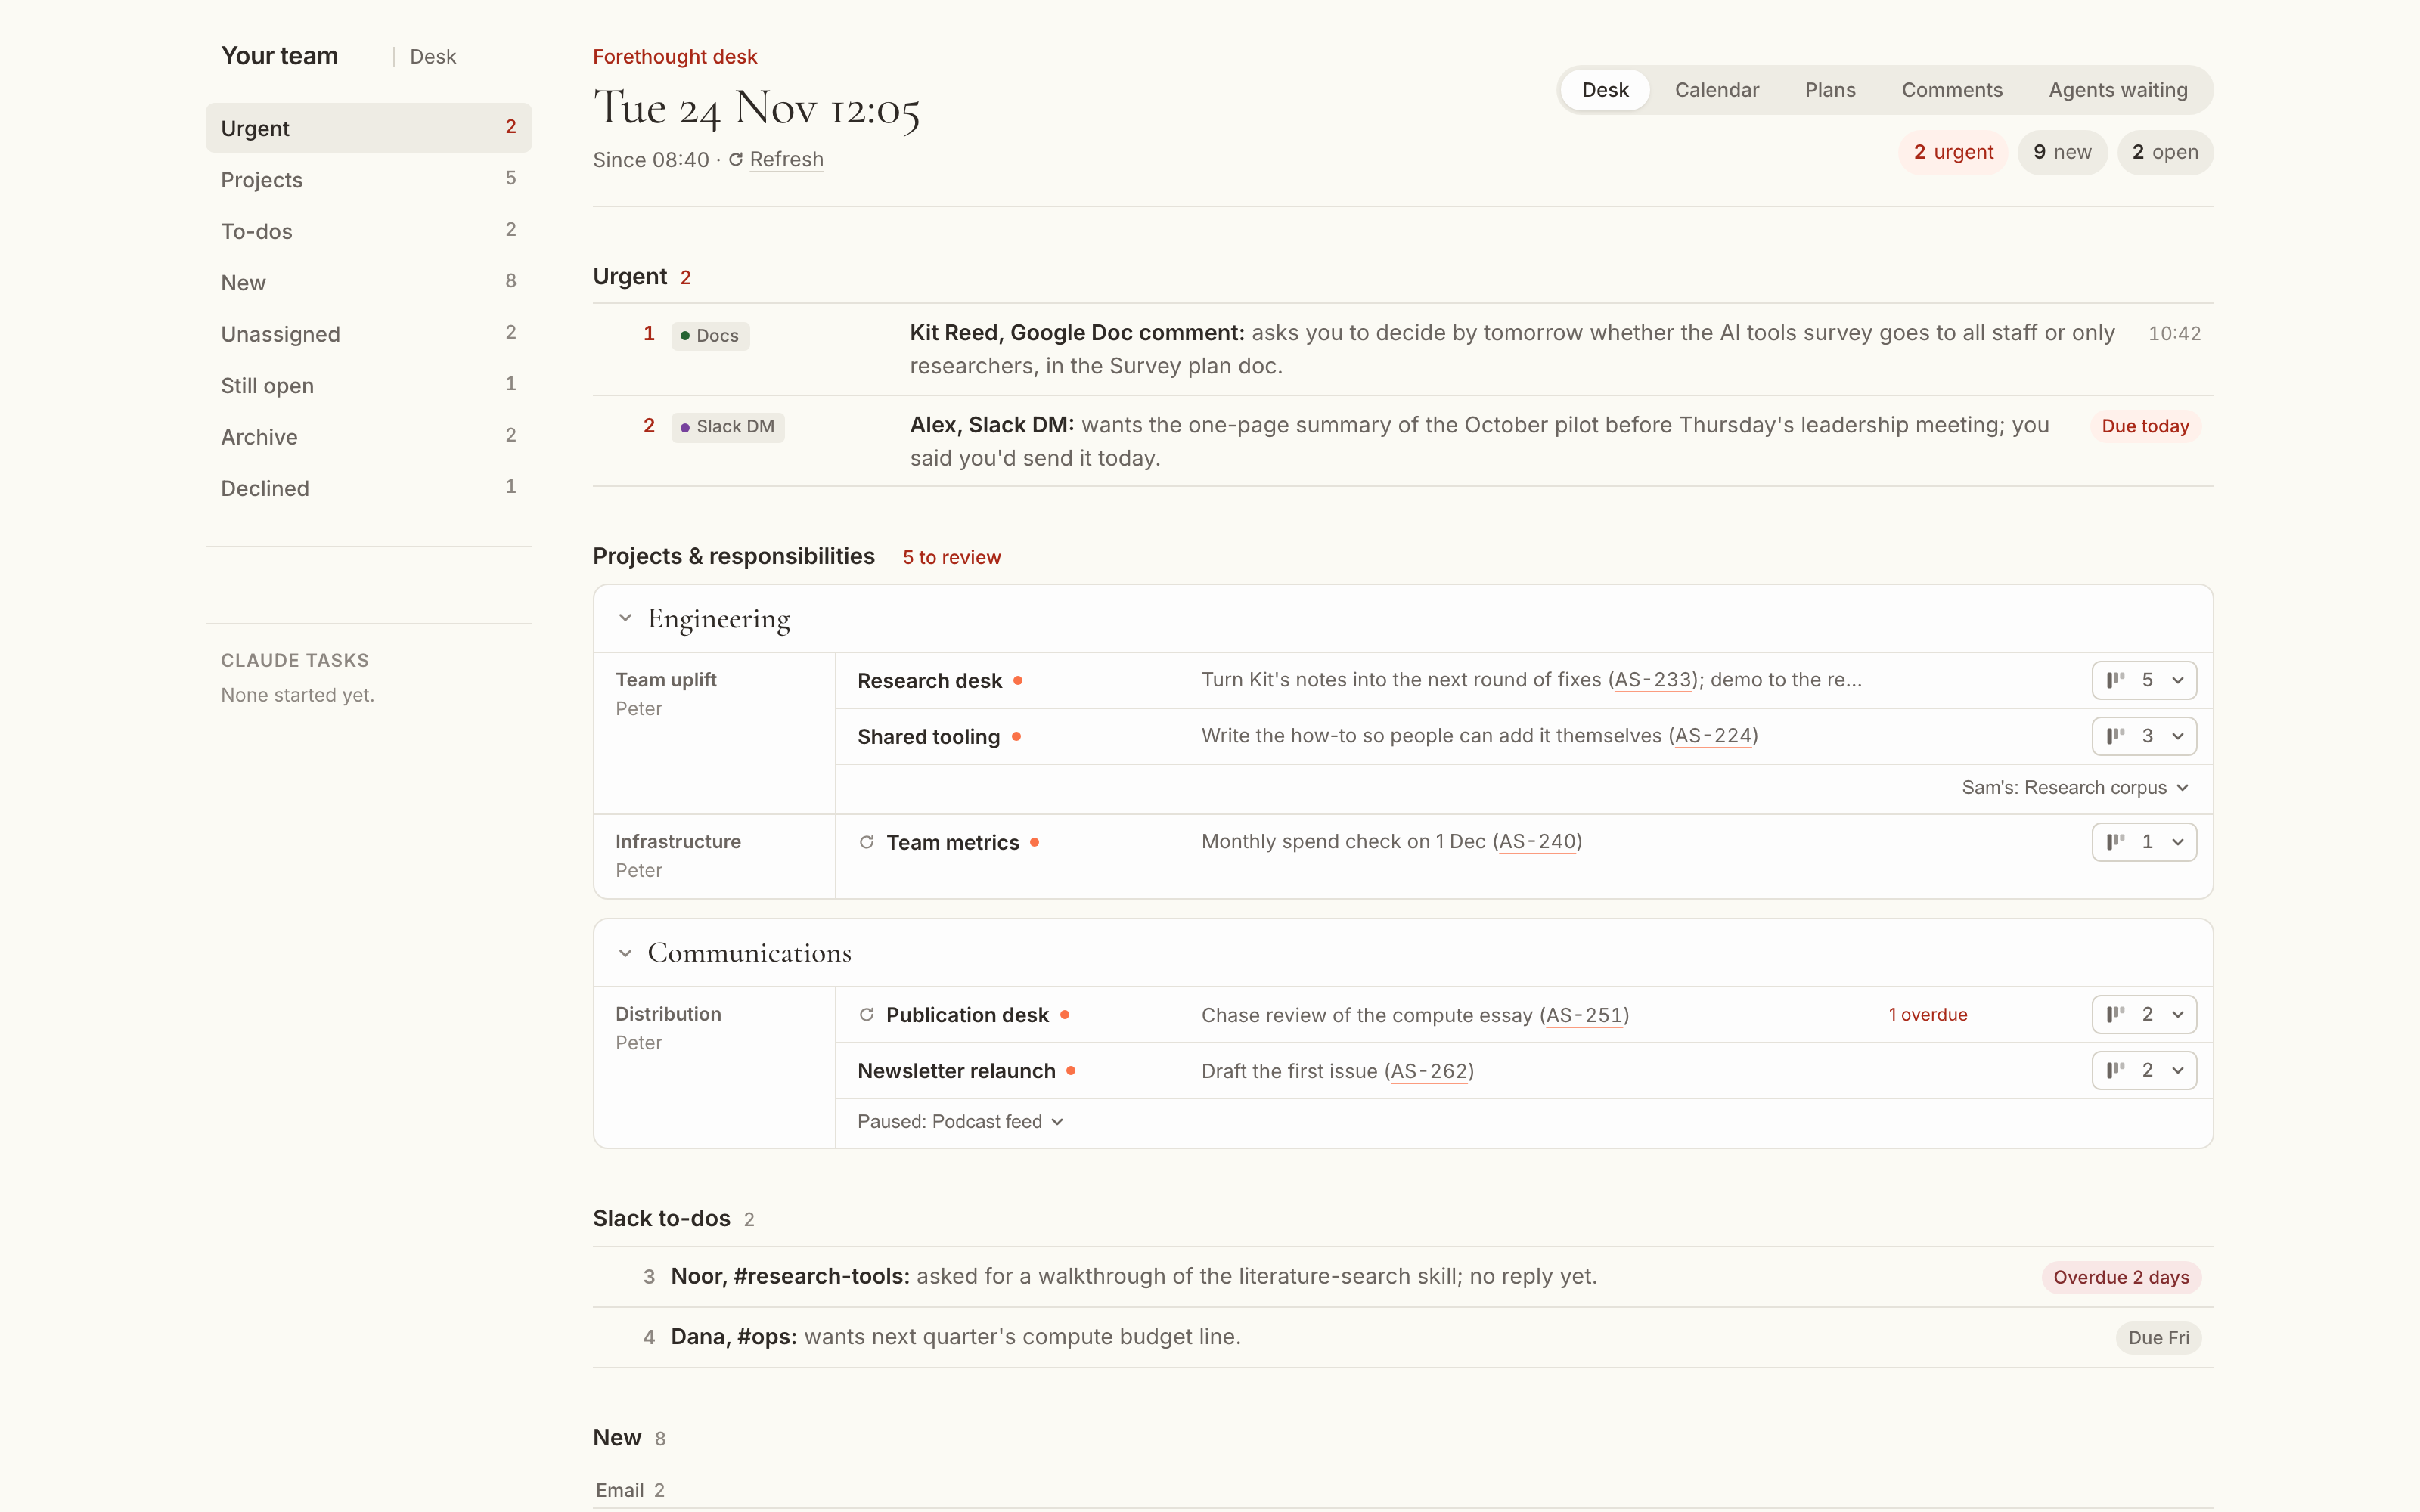 Your team | Desk
Urgent 2
Projects 5
To-dos 2
New 8
Unassigned 2
Still open 1
Archive 2
Declined 1
CLAUDE TASKS
None started yet.
Forethought desk
Tue 24 Nov 12:05
Since 08:40 · Refresh
Desk Calendar Plans Comments Agents waiting
2 urgent 9 new 2 open
Urgent 2
1 Docs Kit Reed, Google Doc comment: asks you to decide by tomorrow whether the AI tools survey goes to all staff or only 10:42
researchers, in the Survey plan doc.
2 Slack DM Alex, Slack DM: wants the one-page summary of the October pilot before Thursday's leadership meeting; you Due today
said you'd send it today.
Projects & responsibilities 5 to review
Engineering
Team uplift
Peter
Research desk Turn Kit's notes into the next round of fixes (AS-233); demo to the re... 5
Shared tooling Write the how-to so people can add it themselves (AS-224) 3
Sam's: Research corpus
Infrastructure
Peter
Team metrics Monthly spend check on 1 Dec (AS-240) 1
Communications
Distribution
Peter
Publication desk Chase review of the compute essay (AS-251) 1 overdue 2
Newsletter relaunch Draft the first issue (AS-262) 2
Paused: Podcast feed
Slack to-dos 2
3 Noor, #research-tools: asked for a walkthrough of the literature-search skill; no reply yet. Overdue 2 days
4 Dana, #ops: wants next quarter's compute budget line. Due Fri
New 8
Email 2